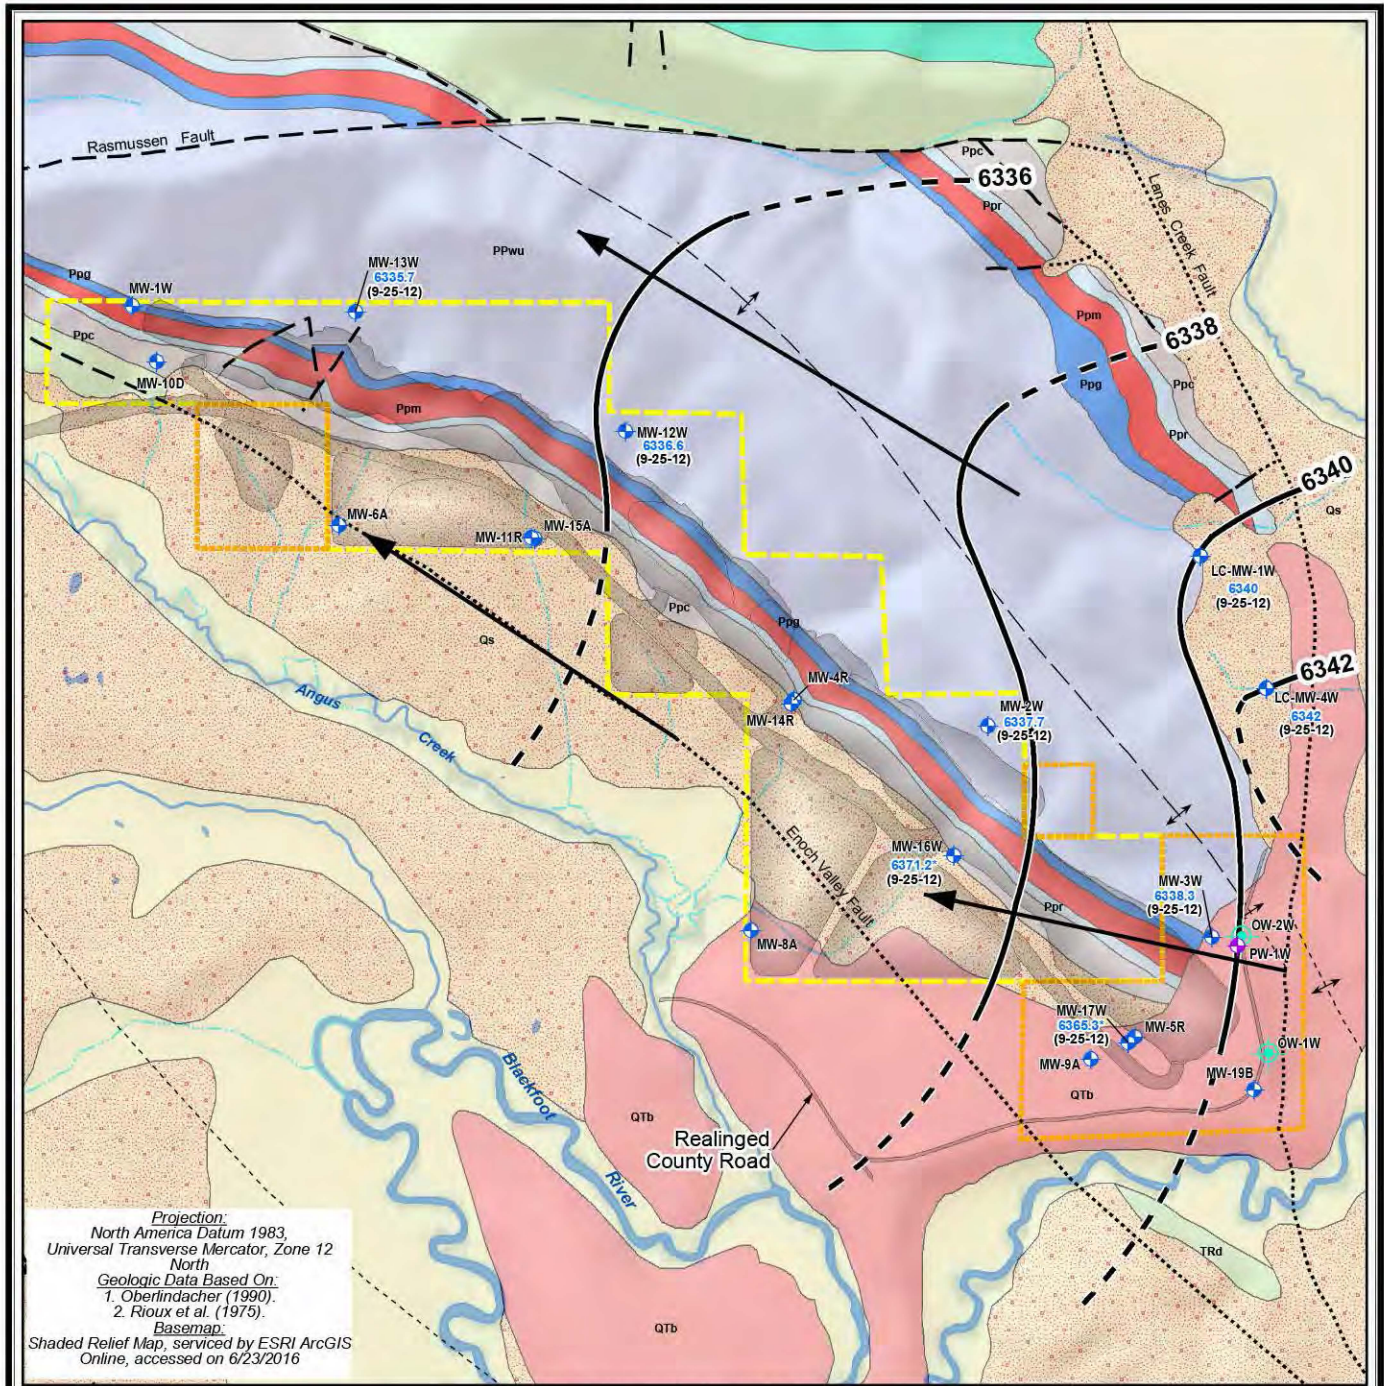 Rasmussen Fault
Ppc
6336
Ppr
Lanes Creek Fault
PPwu
MW-13W
6335.7
(9-25-12)
Ppg
MW-1W
Ppm
6338
Ppc
MW-10D
Ppg
Ppc
Ppm
Ppr
MW-12W
6336.6
(9-25-12)
6340
Qs
MW-6A
MW-15A
MW-11R
LC-MW-1W
6340
(9-25-12)
Ppc
Ppg
Qs
6342
MW-4R
LC-MW-4W
6342
(9-25-12)
Angus
Creek
MW-14R
MW-2W
6337.7
(9-25-12)
Enoch Valley Fault
MW-16W
6371.2*
(9-25-12)
MW-3W
6338.3
(9-25-12)
Ppr
OW-2W
MW-8A
PW-1W
MW-17W
6365.3*
(9-25-12)
MW-5R
MW-9A
OW-1W
MW-19B
QTb
Blackfoot
River
QTb
Realinged
County Road
TRd
QTb
Projection:
North America Datum 1983,
Universal Transverse Mercator, Zone 12
North
Geologic Data Based On:
1. Oberlindacher (1990).
2. Rioux et al. (1975).
Basemap:
Shaded Relief Map, serviced by ESRI ArcGIS
Online, accessed on 6/23/2016